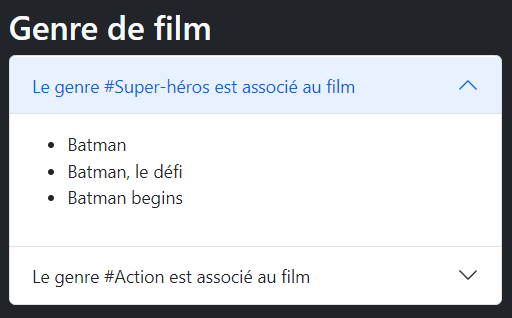 Genre de film
Le genre #Super-héros est associé au film
Batman
Batman, le défi
Batman begins
Le genre #Action est associé au film